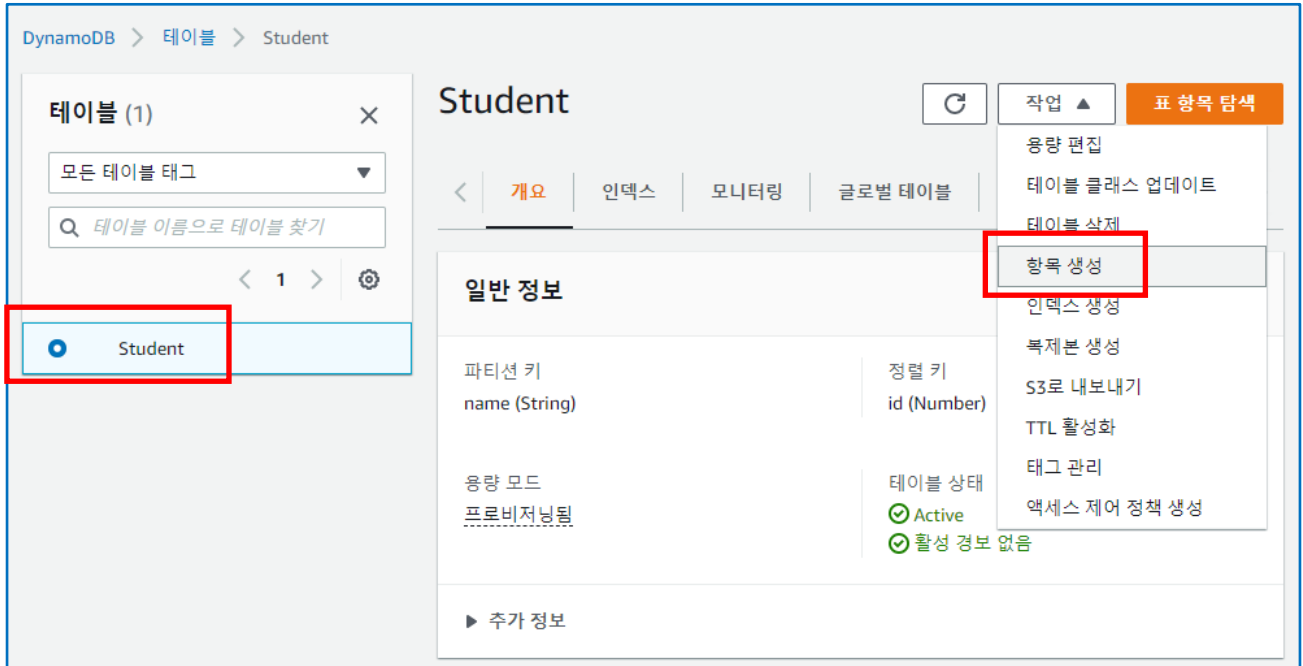 DynamoDB > 테이블 > Student
테이블 (1)
모든 테이블 태그
테이블 이름으로 테이블 찾기
1
Student
Student
작업
표 항목 탐색
개요
인덱스
모니터링
글로벌 테이블
용량 편집
테이블 클래스 업데이트
테이블 삭제
항목 생성
인덱스 생성
복제본 생성
S3로 내보내기
TTL 활성화
태그 관리
액세스 제어 정책 생성
일반 정보
파티션 키
name (String)
정렬 키
id (Number)
용량 모드
프로비저닝됨
테이블 상태
Active
활성 경보 없음
추가 정보